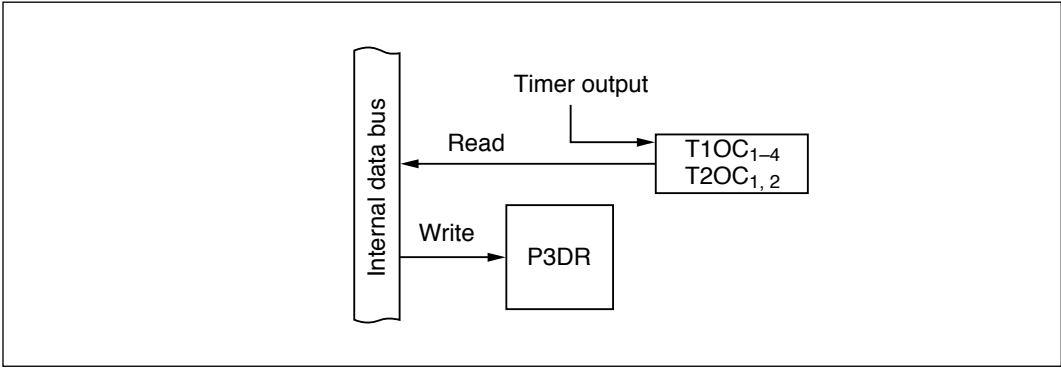 Timer output
Read
T1OC1–4
T2OC1, 2
Internal data bus
Write
P3DR